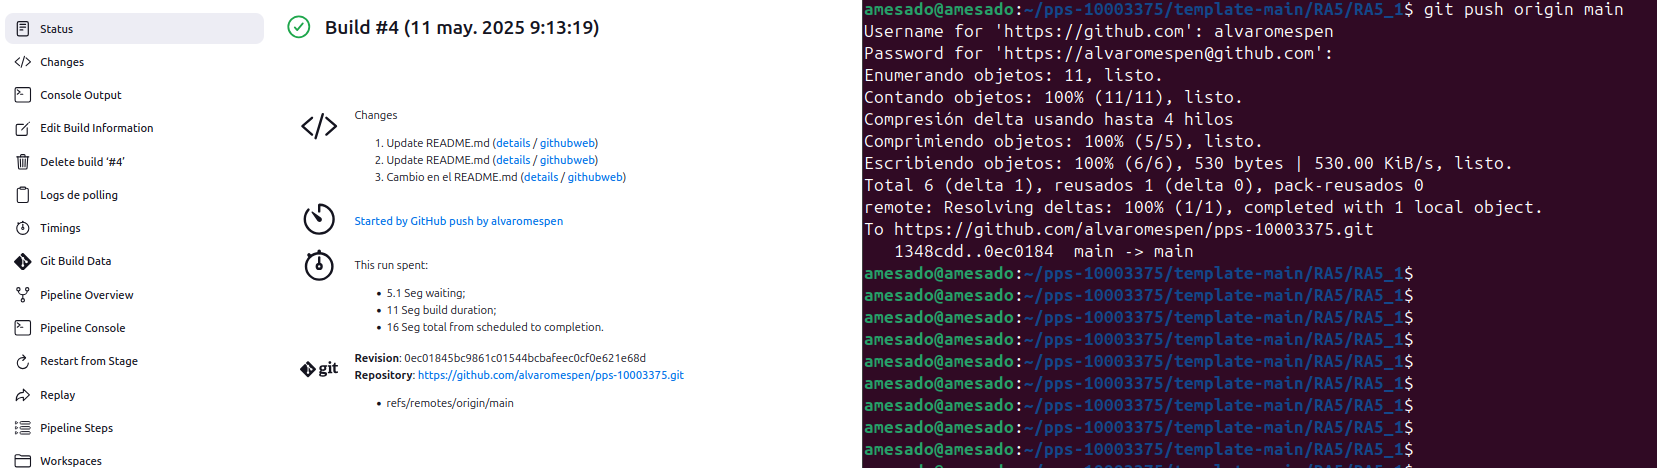 Status
Changes
Console Output
Edit Build Information
Delete build ‘#4’
Logs de polling
Timings
Git Build Data
Pipeline Overview
Pipeline Console
Restart from Stage
Replay
Pipeline Steps
Workspaces
Build #4 (11 may. 2025 9:13:19)
Changes
1. Update README.md (details / githubweb)
2. Update README.md (details / githubweb)
3. Cambio en el README.md (details / githubweb)
Started by GitHub push by alvaromespen
This run spent:
• 5.1 Seg waiting;
• 11 Seg build duration;
• 16 Seg total from scheduled to completion.
git
Revision: 0ec01845bc9861c01544bcbafeec0cf0e621e68d
Repository: https://github.com/alvaromespen/pps-10003375.git
• refs/remotes/origin/main
amesado@amesado:~/pps-10003375/template-main/RA5/RA5_1$ git push origin main
Username for 'https://github.com': alvaromespen
Password for 'https://alvaromespen@github.com':
Enumerando objetos: 11, listo.
Contando objetos: 100% (11/11), listo.
Compresión delta usando hasta 4 hilos
Comprimiendo objetos: 100% (5/5), listo.
Escribiendo objetos: 100% (6/6), 530 bytes | 530.00 KiB/s, listo.
Total 6 (delta 1), reusados 1 (delta 0), pack-reusados 0
remote: Resolving deltas: 100% (1/1), completed with 1 local object.
To https://github.com/alvaromespen/pps-10003375.git
   1348cdd..0ec0184  main -> main
amesado@amesado:~/pps-10003375/template-main/RA5/RA5_1$
amesado@amesado:~/pps-10003375/template-main/RA5/RA5_1$
amesado@amesado:~/pps-10003375/template-main/RA5/RA5_1$
amesado@amesado:~/pps-10003375/template-main/RA5/RA5_1$
amesado@amesado:~/pps-10003375/template-main/RA5/RA5_1$
amesado@amesado:~/pps-10003375/template-main/RA5/RA5_1$
amesado@amesado:~/pps-10003375/template-main/RA5/RA5_1$
amesado@amesado:~/pps-10003375/template-main/RA5/RA5_1$
amesado@amesado:~/pps-10003375/template-main/RA5/RA5_1$